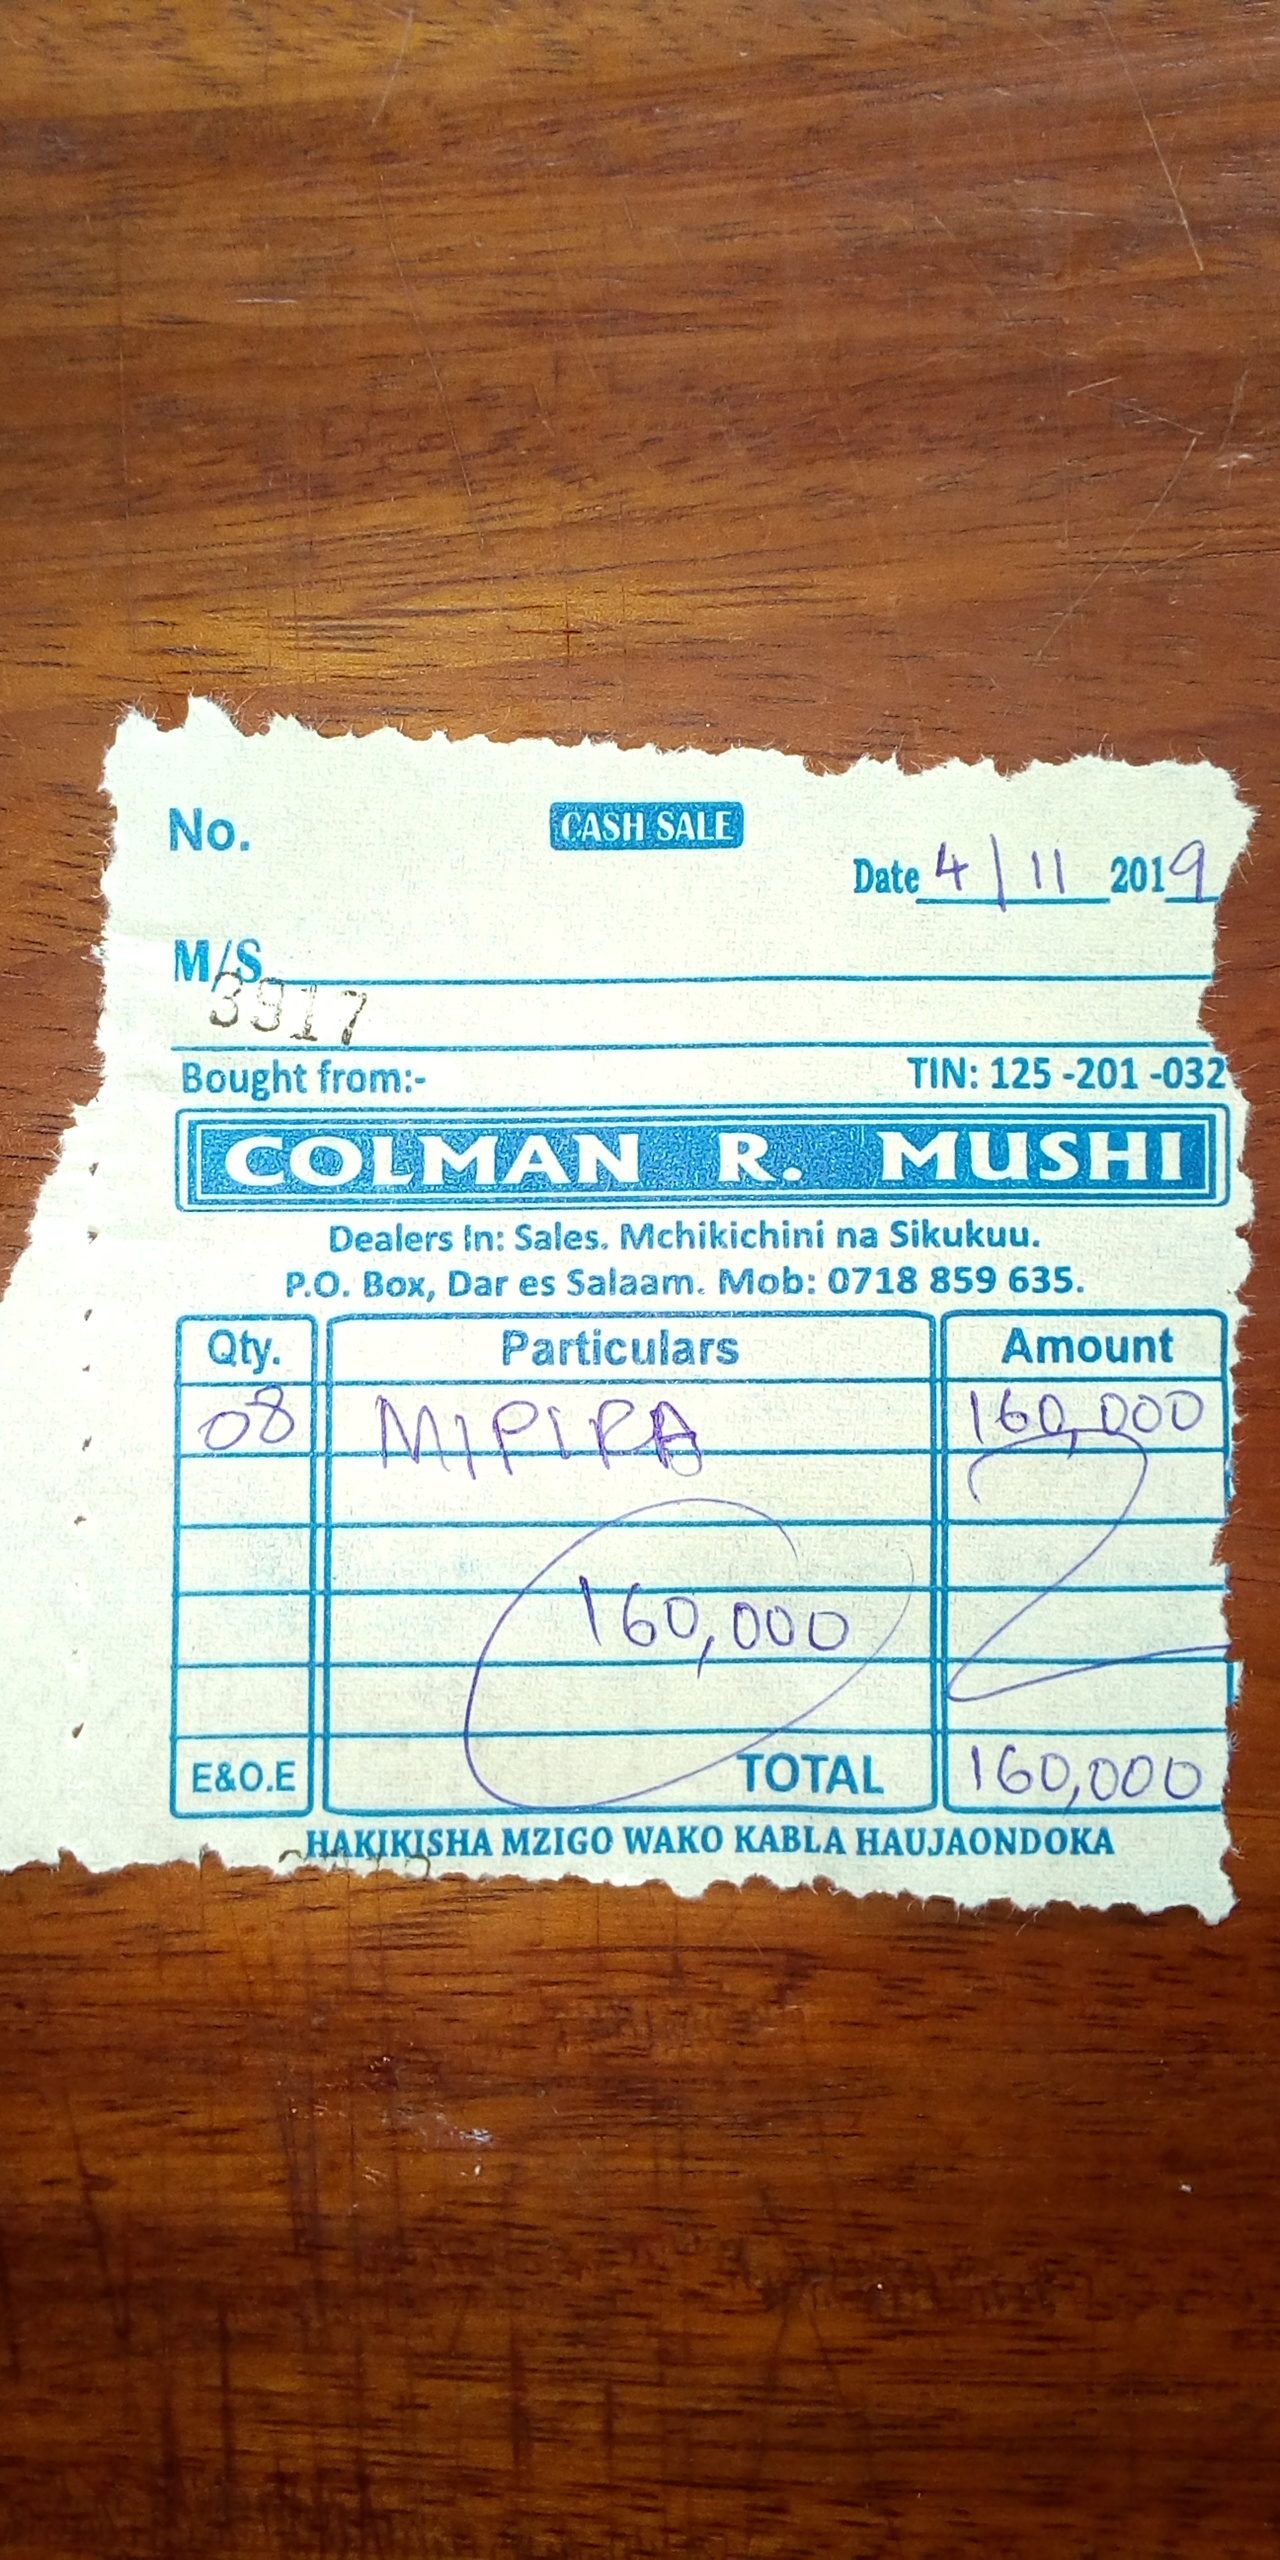 No.
CASH SALE
Date 4/11 2019
M/S
3917
Bought from:-
TIN: 125 -201 -032
COLMAN R. MUSHI
Dealers In: Sales. Mchikichini na Sikukuu.
P.O. Box, Dar es Salaam. Mob: 0718 859 635.
Qty. Particulars Amount
08 MIPIRA 160,000
160,000
E&O.E TOTAL 160,000
HAKIKISHA MZIGO WAKO KABLA HAUJAONDOKA